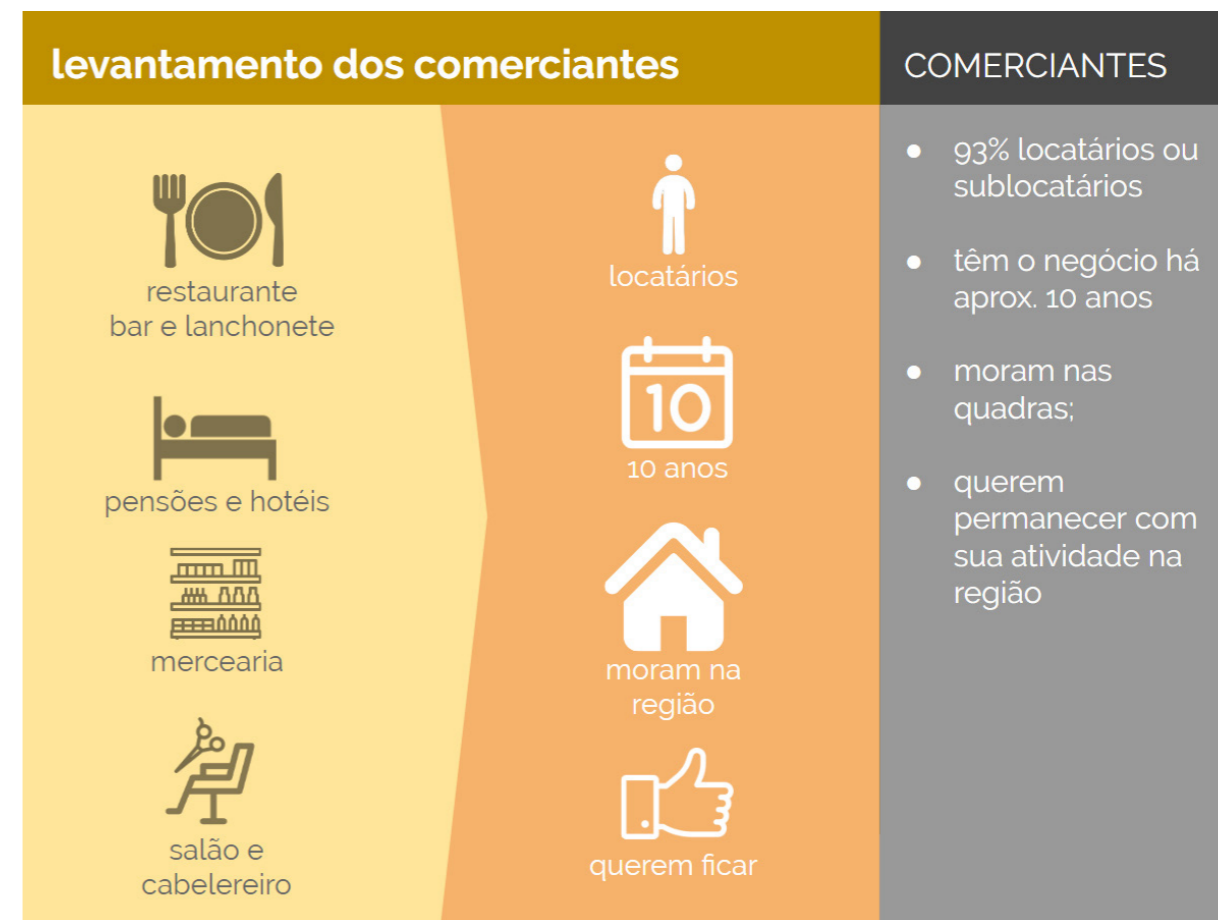 levantamento dos comerciantes
restaurante
bar e lanchonete
pensões e hotéis
mercearia
salão e
cabelereiro
locatários
10
10 anos
moram na
região
querem ficar
COMERCIANTES
● 93% locatários ou
sublocatários
● têm o negócio há
aprox. 10 anos
● moram nas
quadras;
● querem
permanecer com
sua atividade na
região